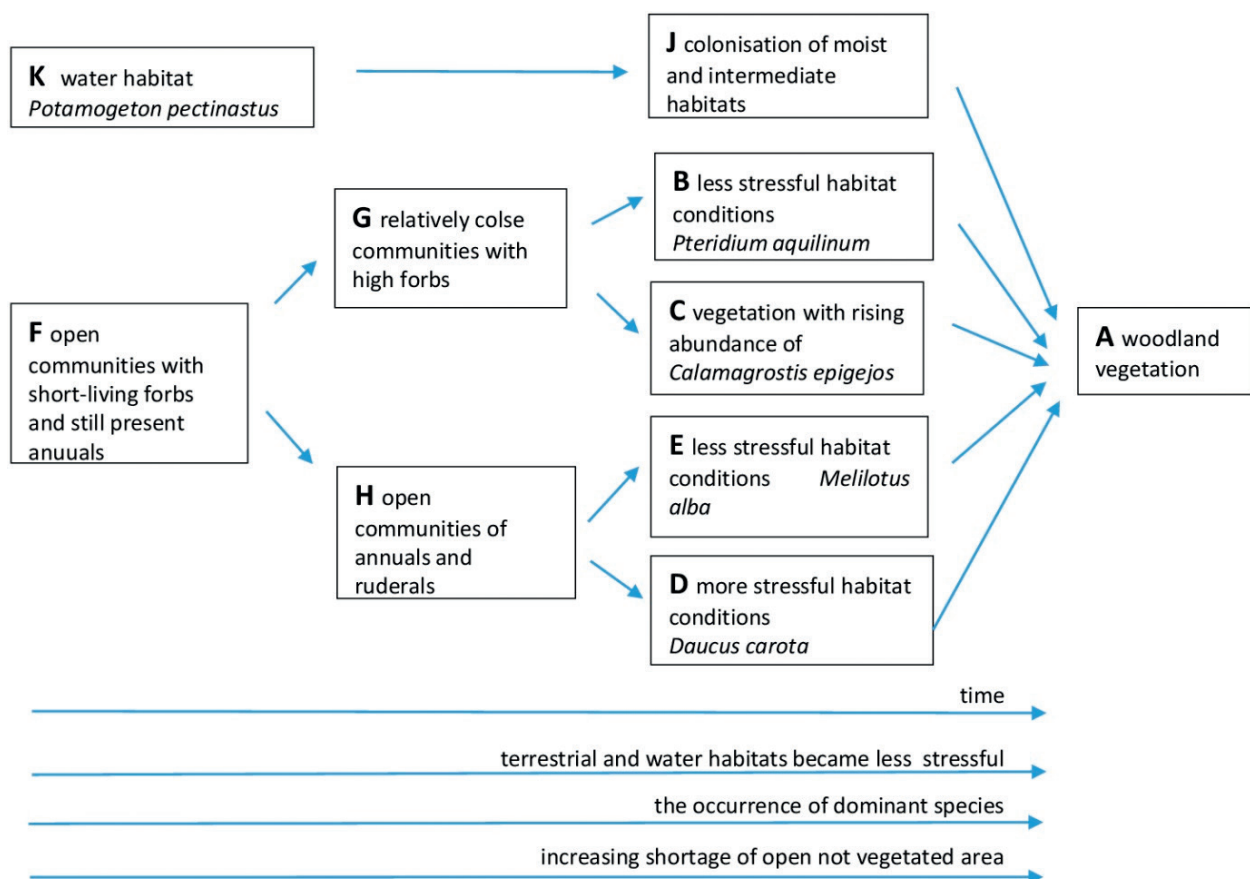 K water habitat
Potamogeton pectinastus
J colonisation of moist
and intermediate
habitats
G relatively colse
communities with
high forbs
B less stressful habitat
conditions
Pteridium aquilinum
F open
communities with
short-living forbs
and still present
anuuals
C vegetation with rising
abundance of
Calamagrostis epigejos
A woodland
vegetation
H open
communities of
annuals and
ruderals
E less stressful habitat
conditions Melilotus
alba
D more stressful habitat
conditions
Daucus carota
time
terrestrial and water habitats became less stressful
the occurrence of dominant species
increasing shortage of open not vegetated area